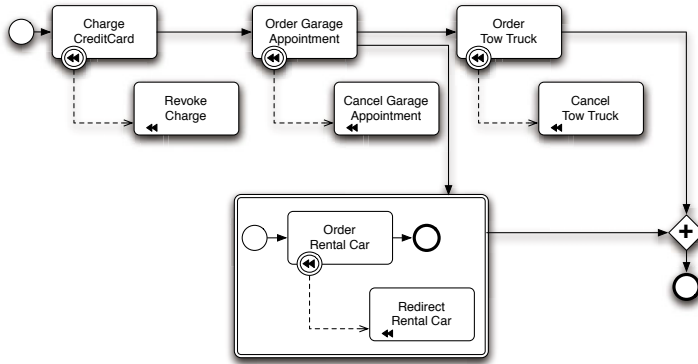 Charge
CreditCard
Order Garage
Appointment
Order
Tow Truck
Revoke
Charge
Cancel Garage
Appointment
Cancel
Tow Truck
Order
Rental Car
Redirect
Rental Car